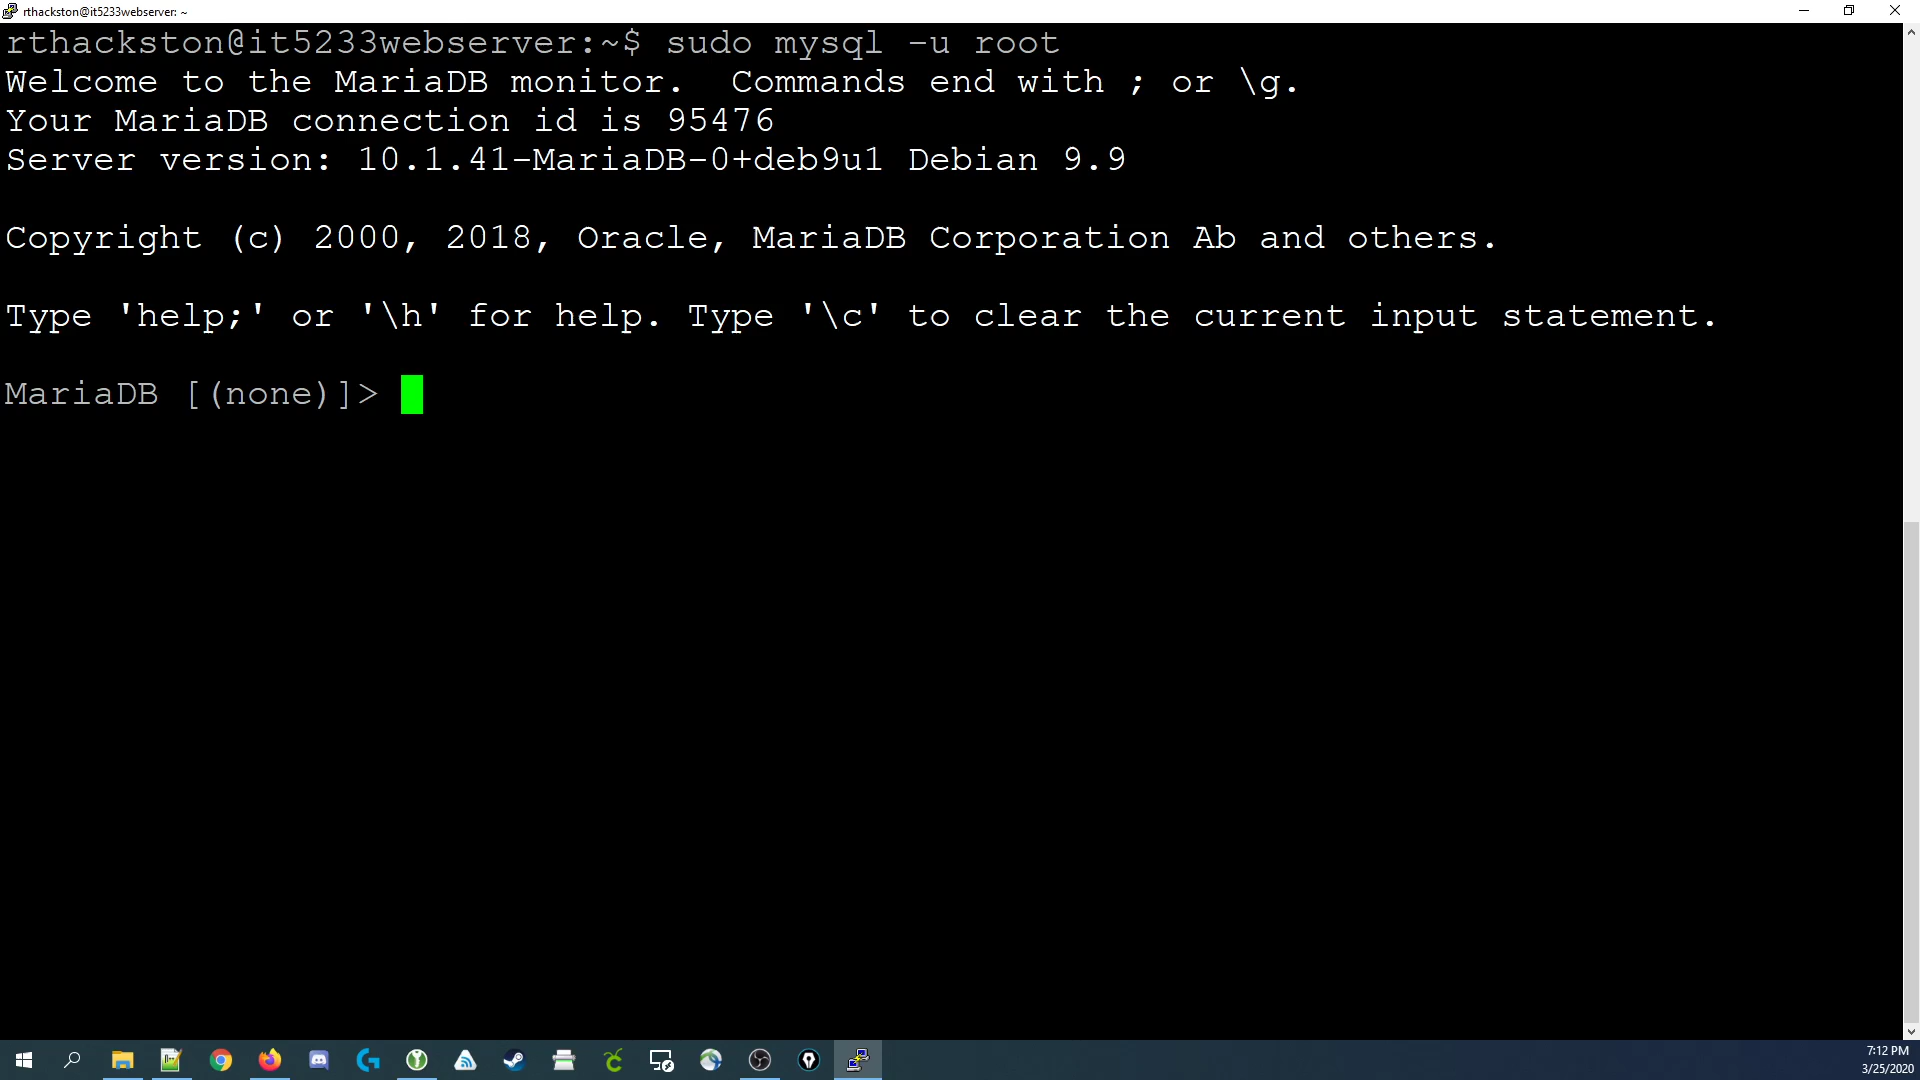 rthackston@it5233webserver: ~
rthackston@it5233webserver:~$ sudo mysql -u root
Welcome to the MariaDB monitor.  Commands end with ; or \g.
Your MariaDB connection id is 95476
Server version: 10.1.41-MariaDB-0+deb9u1 Debian 9.9
Copyright (c) 2000, 2018, Oracle, MariaDB Corporation Ab and others.
Type 'help;' or '\h' for help. Type '\c' to clear the current input statement.
MariaDB [(none)]>
7:12 PM
3/25/2020